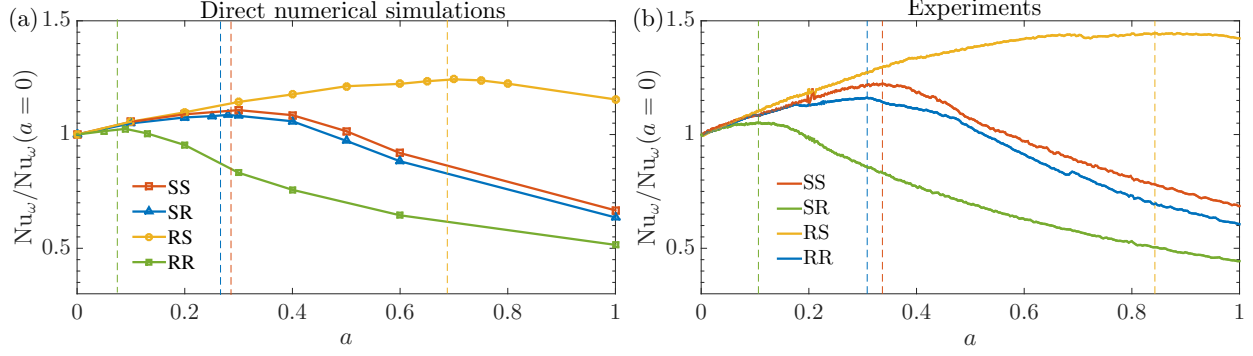 (a) Direct numerical simulations
Nu_ω/Nu_ω(a = 0)
1.5
1
0.5
SS
SR
RS
RR
0 0.2 0.4 0.6 0.8 1
a
(b) Experiments
Nu_ω/Nu_ω(a = 0)
1.5
1
0.5
SS
SR
RS
RR
0 0.2 0.4 0.6 0.8 1
a